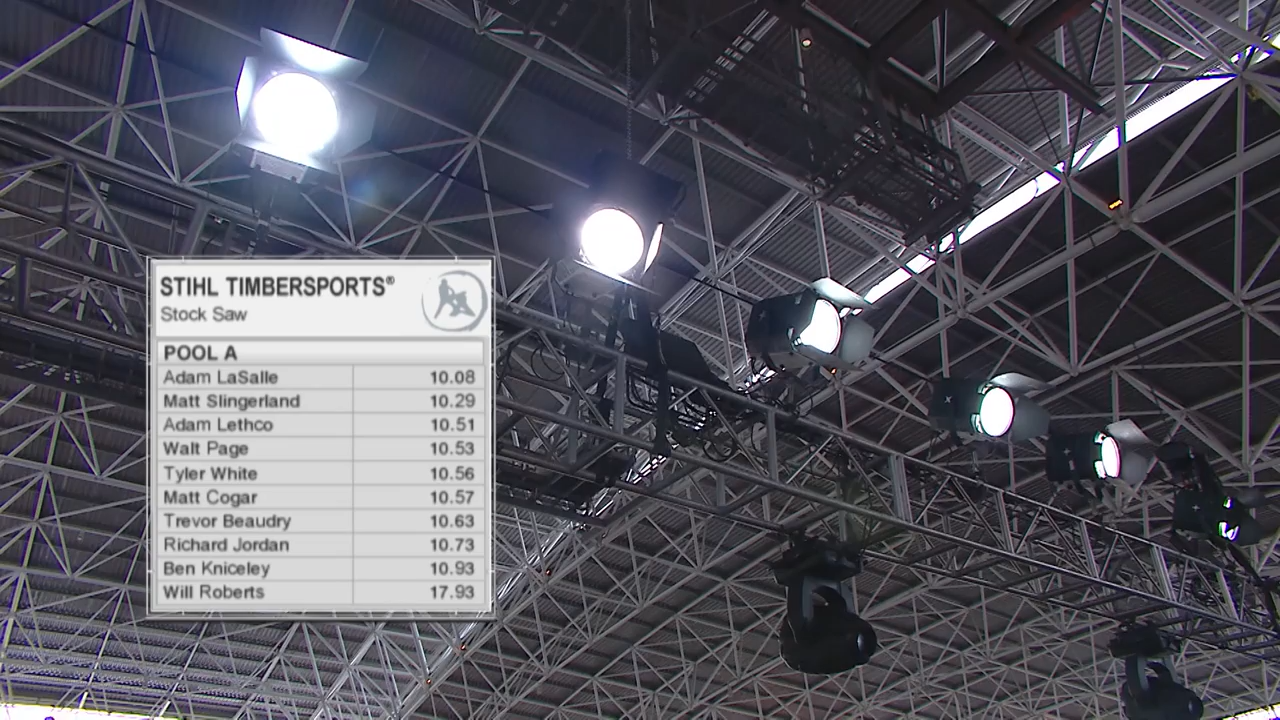 STIHL TIMBERSPORTS®
Stock Saw
POOL A
Adam LaSalle 10.08
Matt Slingerland 10.29
Adam Lethco 10.51
Walt Page 10.53
Tyler White 10.56
Matt Cogar 10.57
Trevor Beaudry 10.63
Richard Jordan 10.73
Ben Kniceley 10.93
Will Roberts 17.93